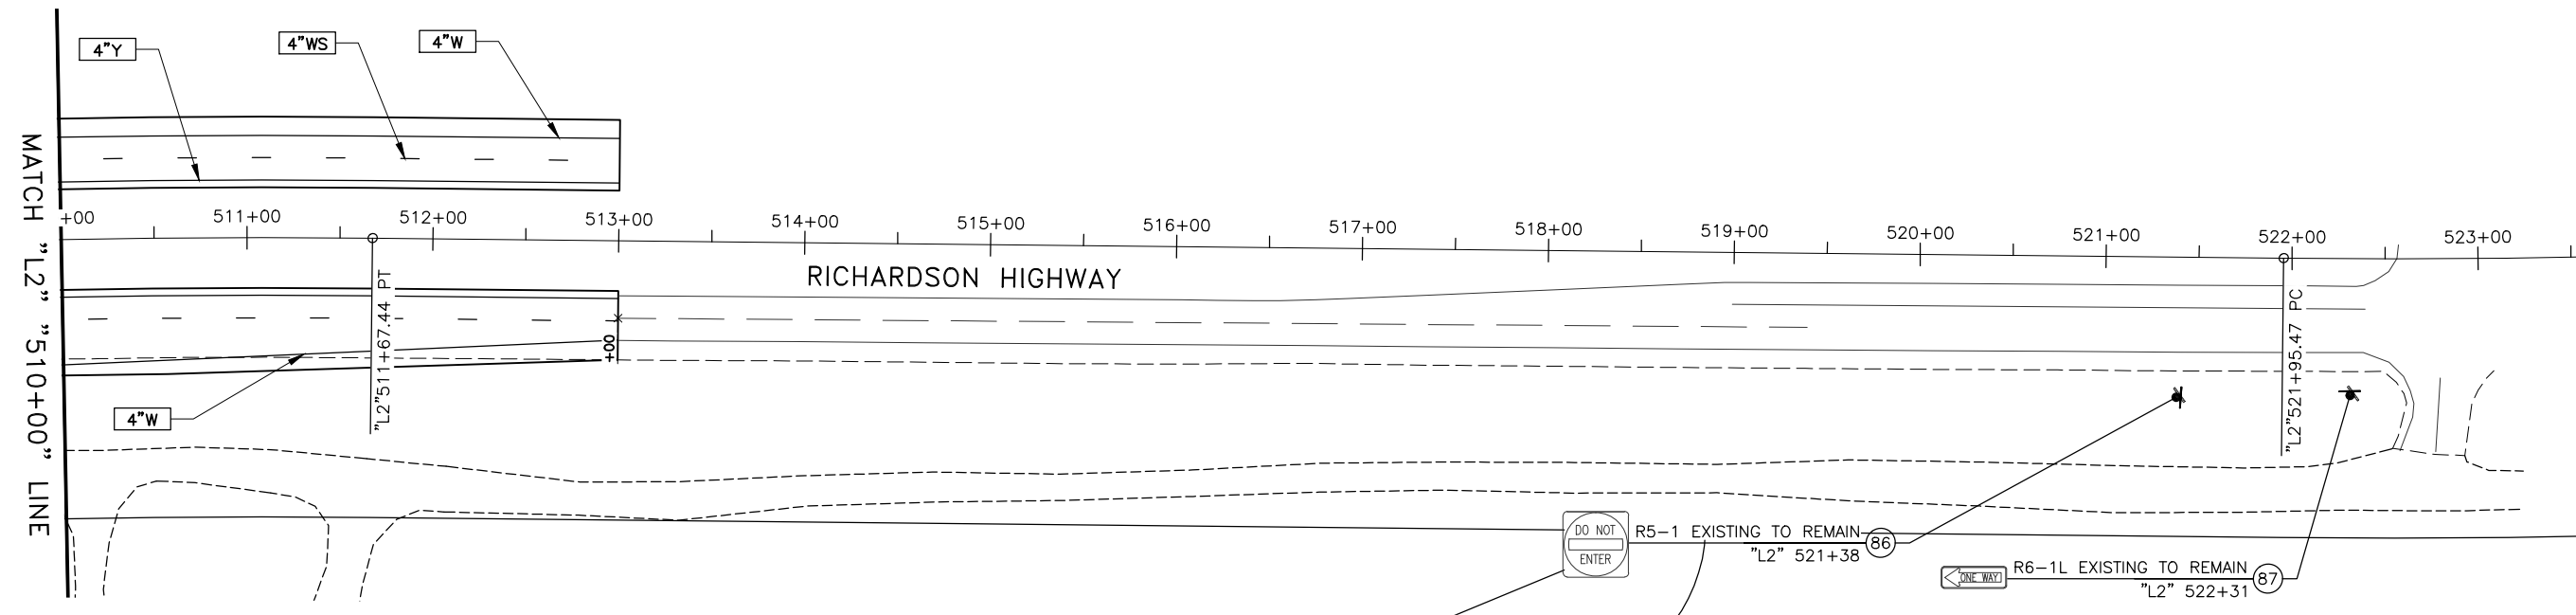 4"Y
4"WS
4"W
MATCH "L2" "510+00" LINE
+00
511+00
512+00
513+00
514+00
515+00
516+00
517+00
518+00
519+00
520+00
521+00
522+00
523+00
RICHARDSON HIGHWAY
"L2"511+67.44 PT
+00
"L2"521+95.47 PC
4"W
DO NOT
ENTER
R5-1 EXISTING TO REMAIN
"L2" 521+38
86
ONE WAY
R6-1L EXISTING TO REMAIN
"L2" 522+31
87